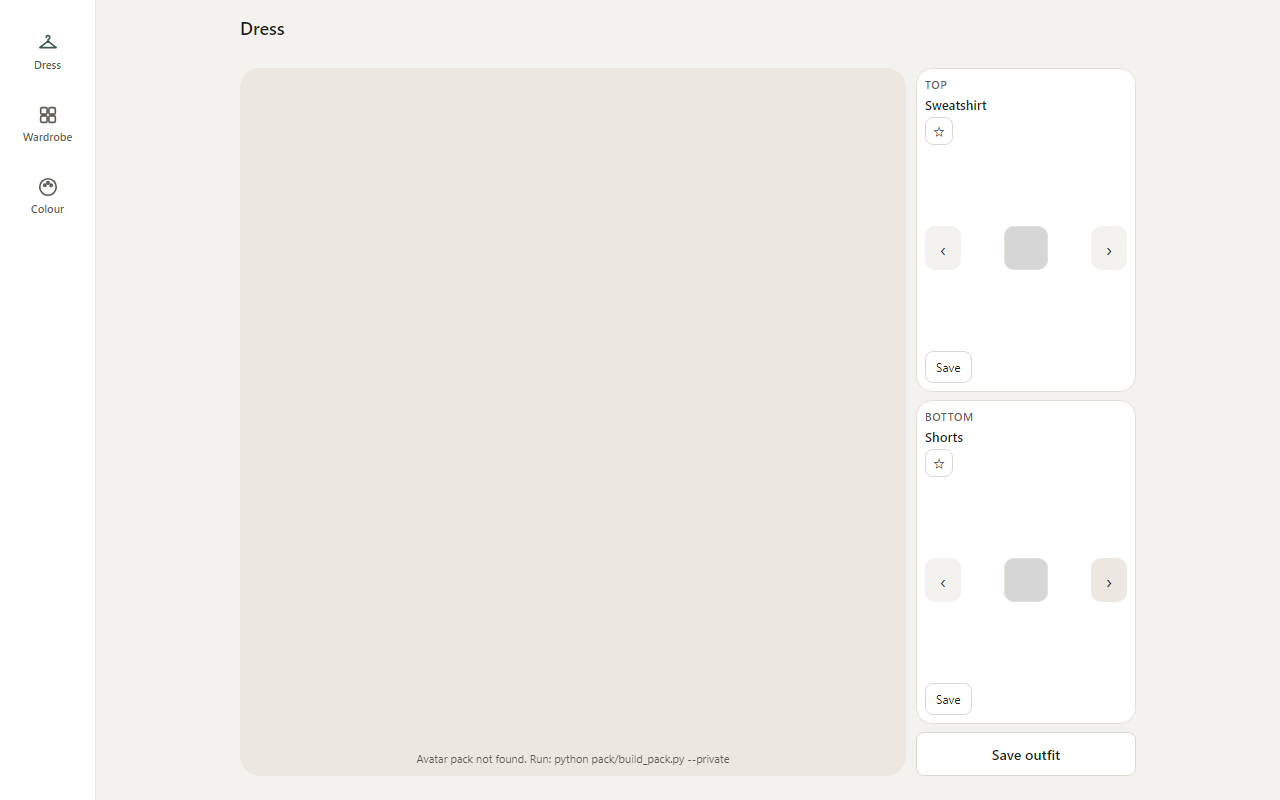 Dress
Wardrobe
Colour
Dress
Avatar pack not found. Run: python pack/build_pack.py --private
TOP
Sweatshirt
☆
‹ ›
Save
BOTTOM
Shorts
☆
‹ ›
Save
Save outfit